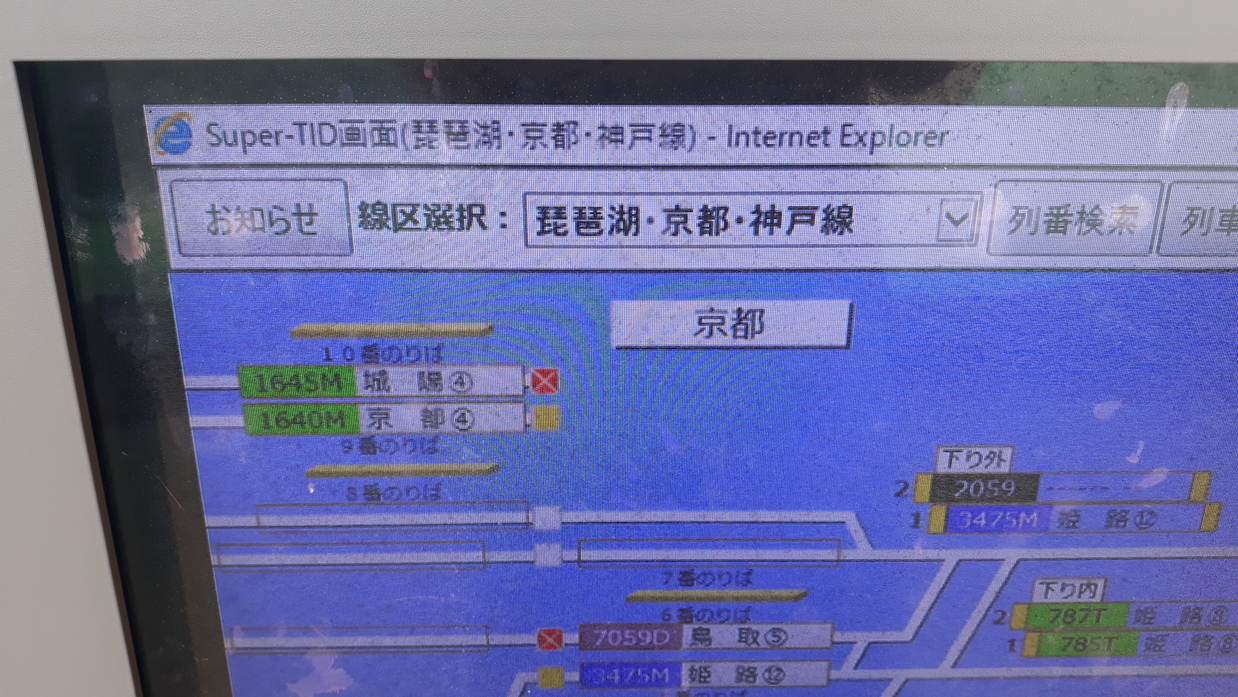 Super-TID画面(琵琶湖・京都・神戸線) - Internet Explorer
お知らせ 線区選択： 琵琶湖・京都・神戸線 列番検索 列車
京都
10番のりば
1645M 城陽④
1640M 京都④
9番のりば
8番のりば
下り外
2 2059 ------
1 3475M 姫路⑫
7番のりば
6番のりば
下り内
2 787T 姫路⑧
1 785T 姫路⑧
7059D 鳥取⑤
3475M 姫路⑫